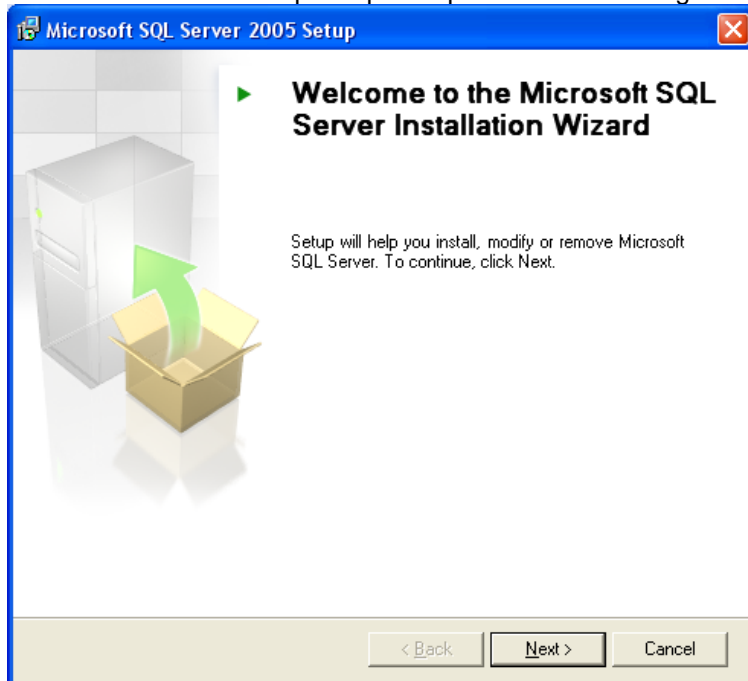 Microsoft SQL Server 2005 Setup
Welcome to the Microsoft SQL
Server Installation Wizard
Setup will help you install, modify or remove Microsoft
SQL Server. To continue, click Next.
< Back
Next >
Cancel